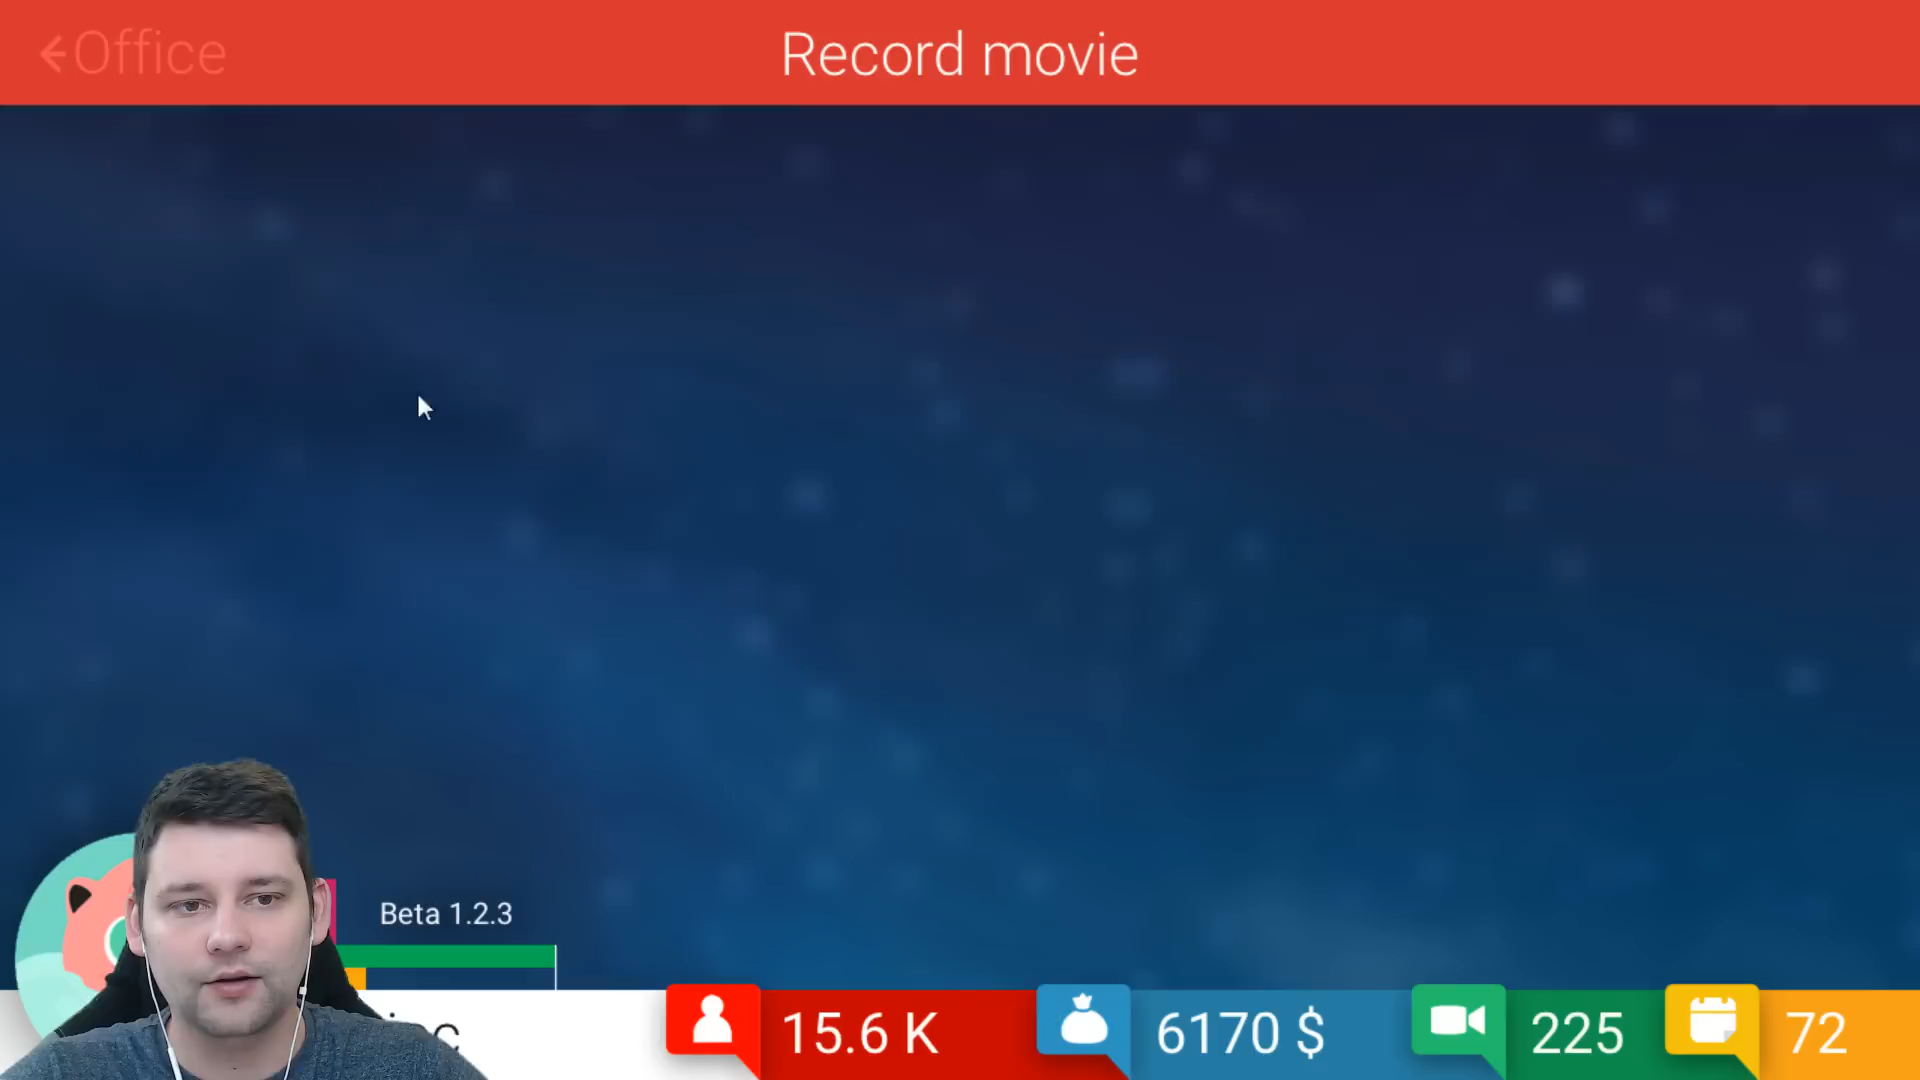 Office
Record movie
Beta 1.2.3
15.6 K
6170 $
225
72